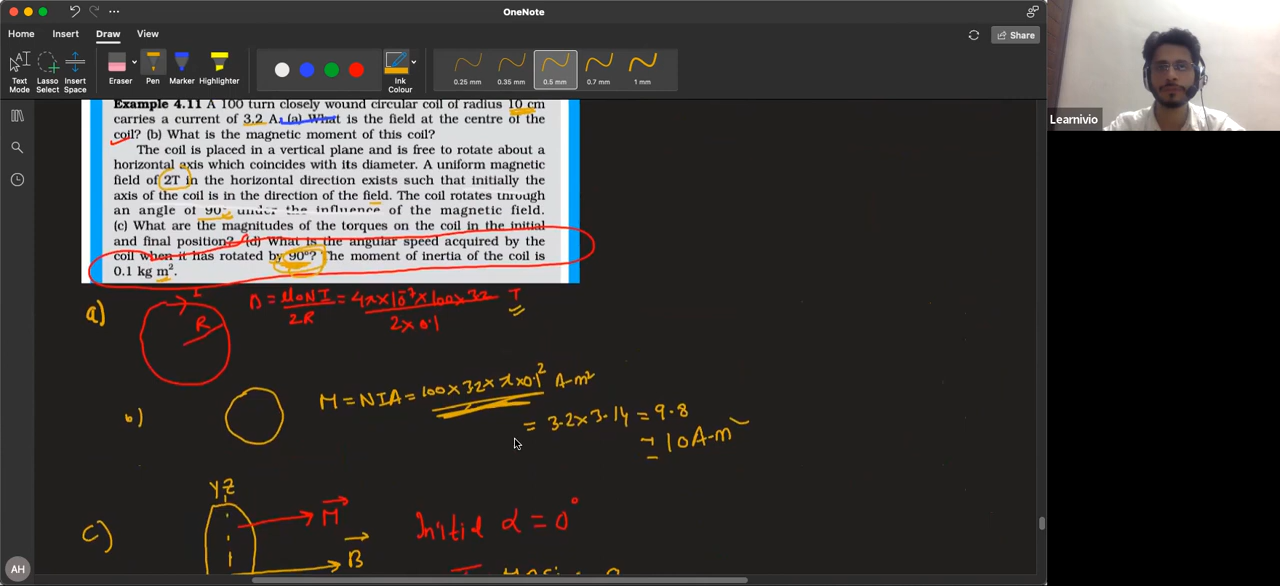 OneNote
Home Insert Draw View
Share
Text Mode
Lasso Select
Insert Space
Eraser
Pen
Marker
Highlighter
Ink Colour
0.25 mm
0.35 mm
0.5 mm
0.7 mm
1 mm
Learnivio
Example 4.11 A 100 turn closely wound circular coil of radius 10 cm
carries a current of 3.2 A. (a) What is the field at the centre of the
coil? (b) What is the magnetic moment of this coil?
The coil is placed in a vertical plane and is free to rotate about a
horizontal axis which coincides with its diameter. A uniform magnetic
field of 2T in the horizontal direction exists such that initially the
axis of the coil is in the direction of the field. The coil rotates through
an angle of 90° under the influence of the magnetic field.
(c) What are the magnitudes of the torques on the coil in the initial
and final position? (d) What is the angular speed acquired by the
coil when it has rotated by 90°? The moment of inertia of the coil is
0.1 kg m².
a) I R B = μ₀NI / 2R = 4π×10⁻⁷×100×3.2 / 2×0.1 T
b) M = NIA = 100×3.2×π×0.1² A-m²
= 3.2×3.14 = 9.8
= 10A-m²
YZ
c) M Initial α = 0°
B
AH